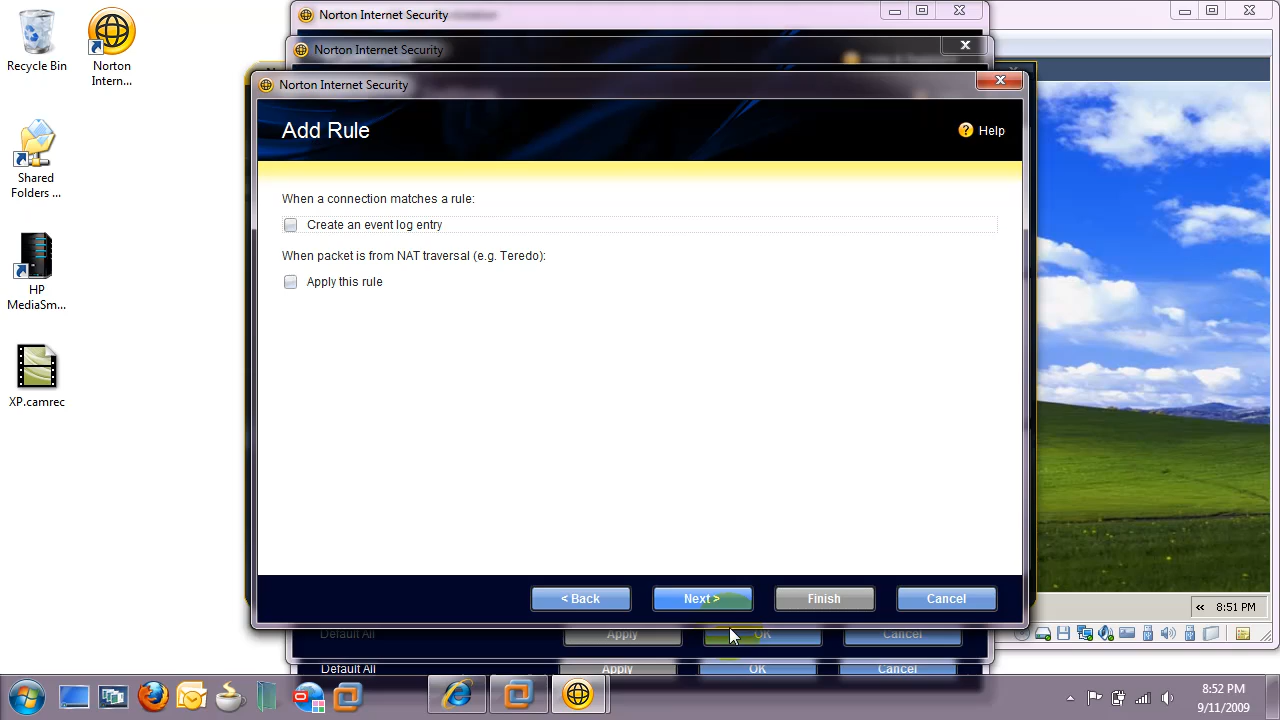 Norton Internet Security
Norton Internet Security
Norton Internet Security
Add Rule
Help
When a connection matches a rule:
Create an event log entry
When packet is from NAT traversal (e.g. Teredo):
Apply this rule
< Back
Next >
Finish
Cancel
Default All
Apply
OK
Cancel
Default All
Apply
OK
Cancel
Recycle Bin
Norton
Intern...
Shared
Folders ...
HP
MediaSm...
XP.camrec
8:51 PM
8:52 PM
9/11/2009